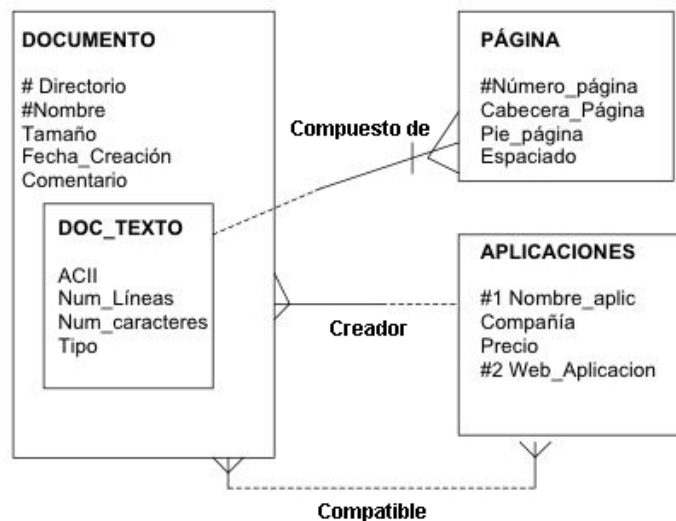 DOCUMENTO
# Directorio
#Nombre
Tamaño
Fecha_Creación
Comentario
DOC_TEXTO
ACII
Num_Líneas
Num_caracteres
Tipo
Compuesto de
PÁGINA
#Número_página
Cabecera_Página
Pie_página
Espaciado
Creador
APLICACIONES
#1 Nombre_aplic
Compañía
Precio
#2 Web_Aplicacion
Compatible